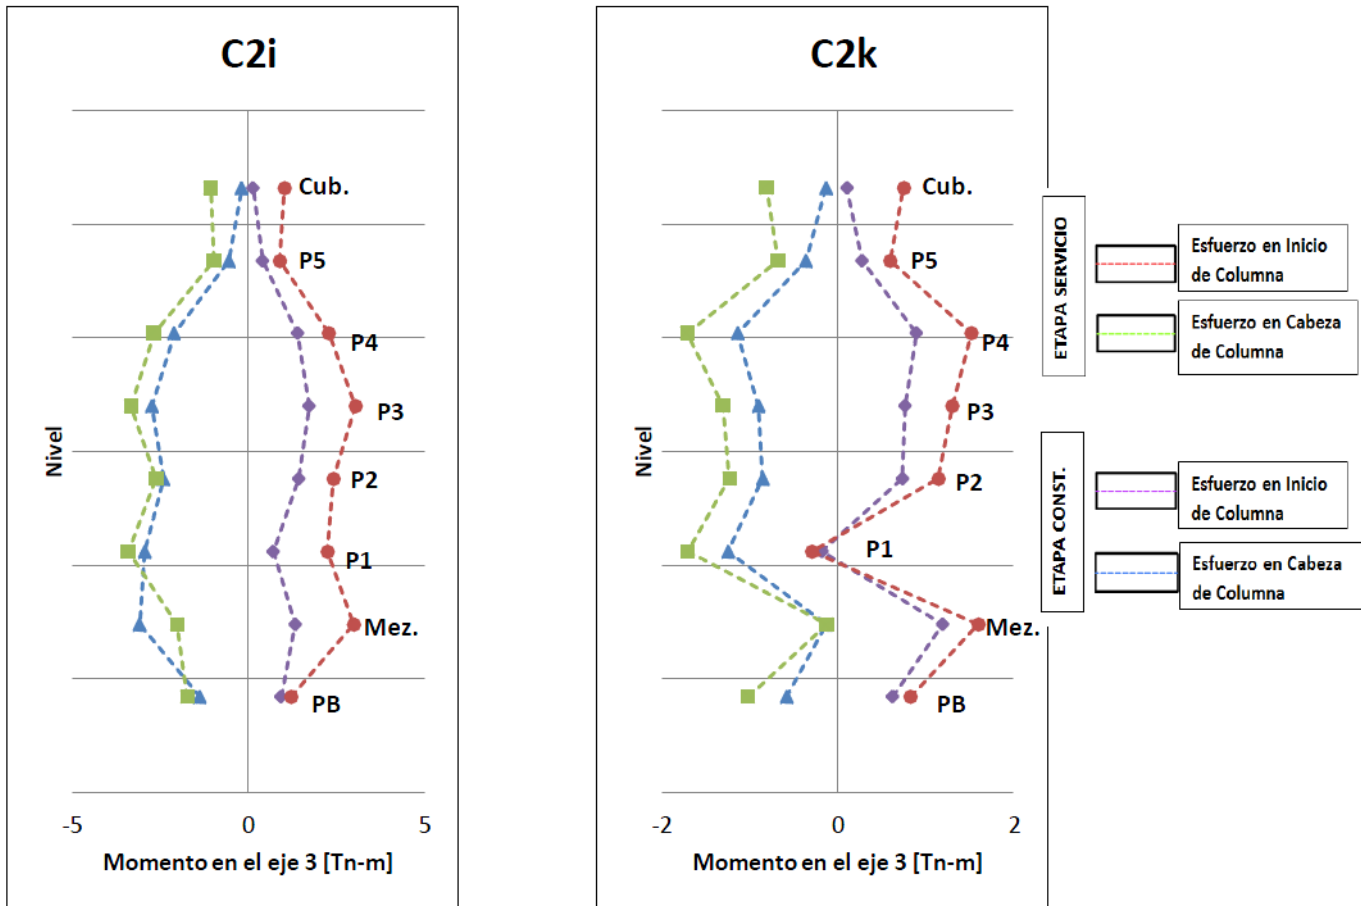 C2i
Cub.
P5
P4
P3
Nivel
P2
P1
Mez.
PB
-5
0
5
Momento en el eje 3 [Tn-m]
C2k
Cub.
P5
P4
P3
Nivel
P2
P1
Mez.
PB
-2
0
2
Momento en el eje 3 [Tn-m]
ETAPA SERVICIO
Esfuerzo en Inicio
de Columna
Esfuerzo en Cabeza
de Columna
ETAPA CONST.
Esfuerzo en Inicio
de Columna
Esfuerzo en Cabeza
de Columna